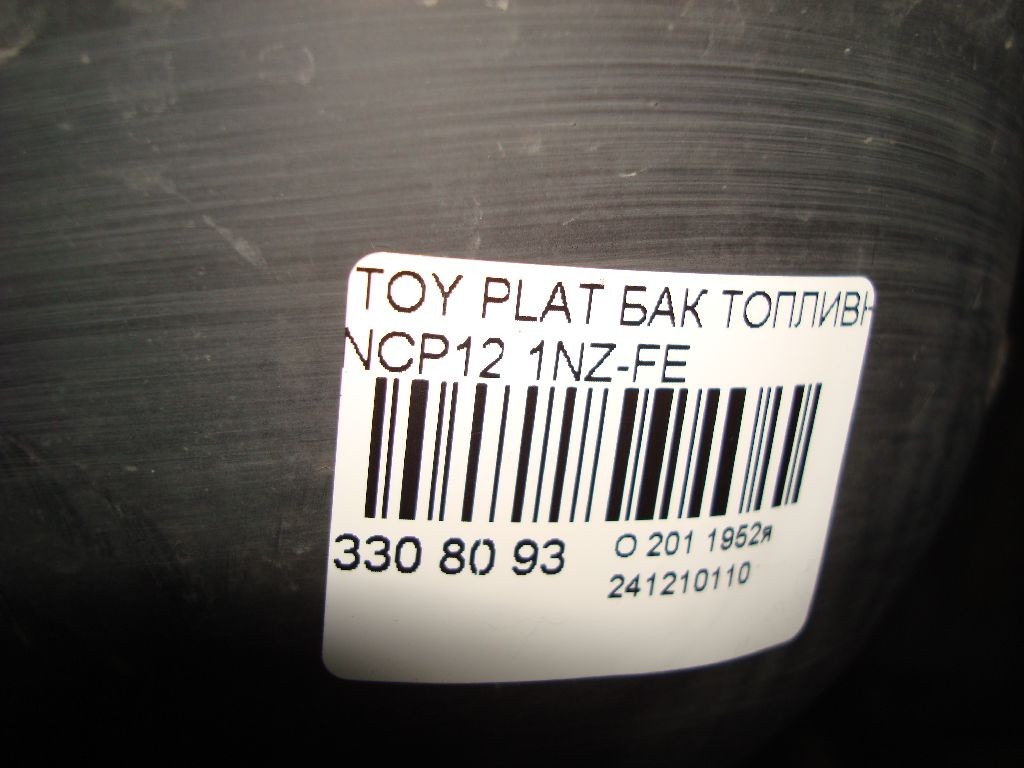 TOY PLAT БАК ТОПЛИВН
NCP12 1NZ-FE
330 80 93
О 201 1952я
241210110